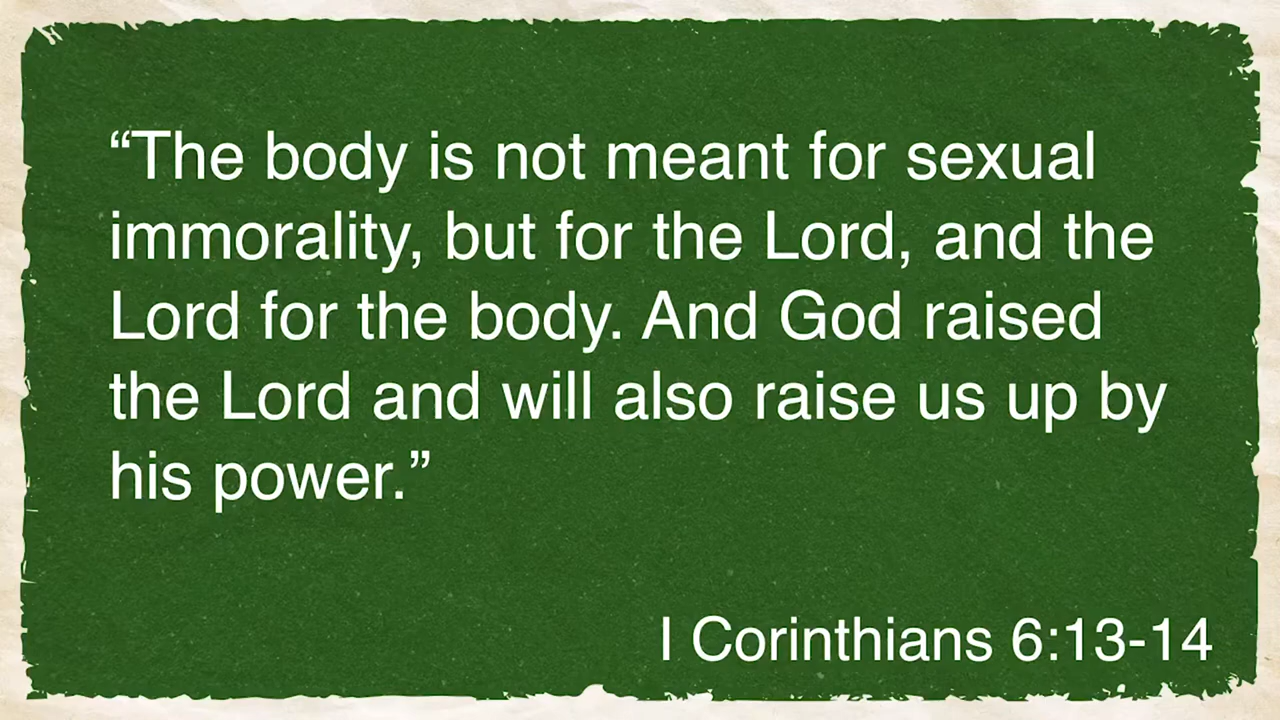 “The body is not meant for sexual
immorality, but for the Lord, and the
Lord for the body. And God raised
the Lord and will also raise us up by
his power.”
I Corinthians 6:13-14